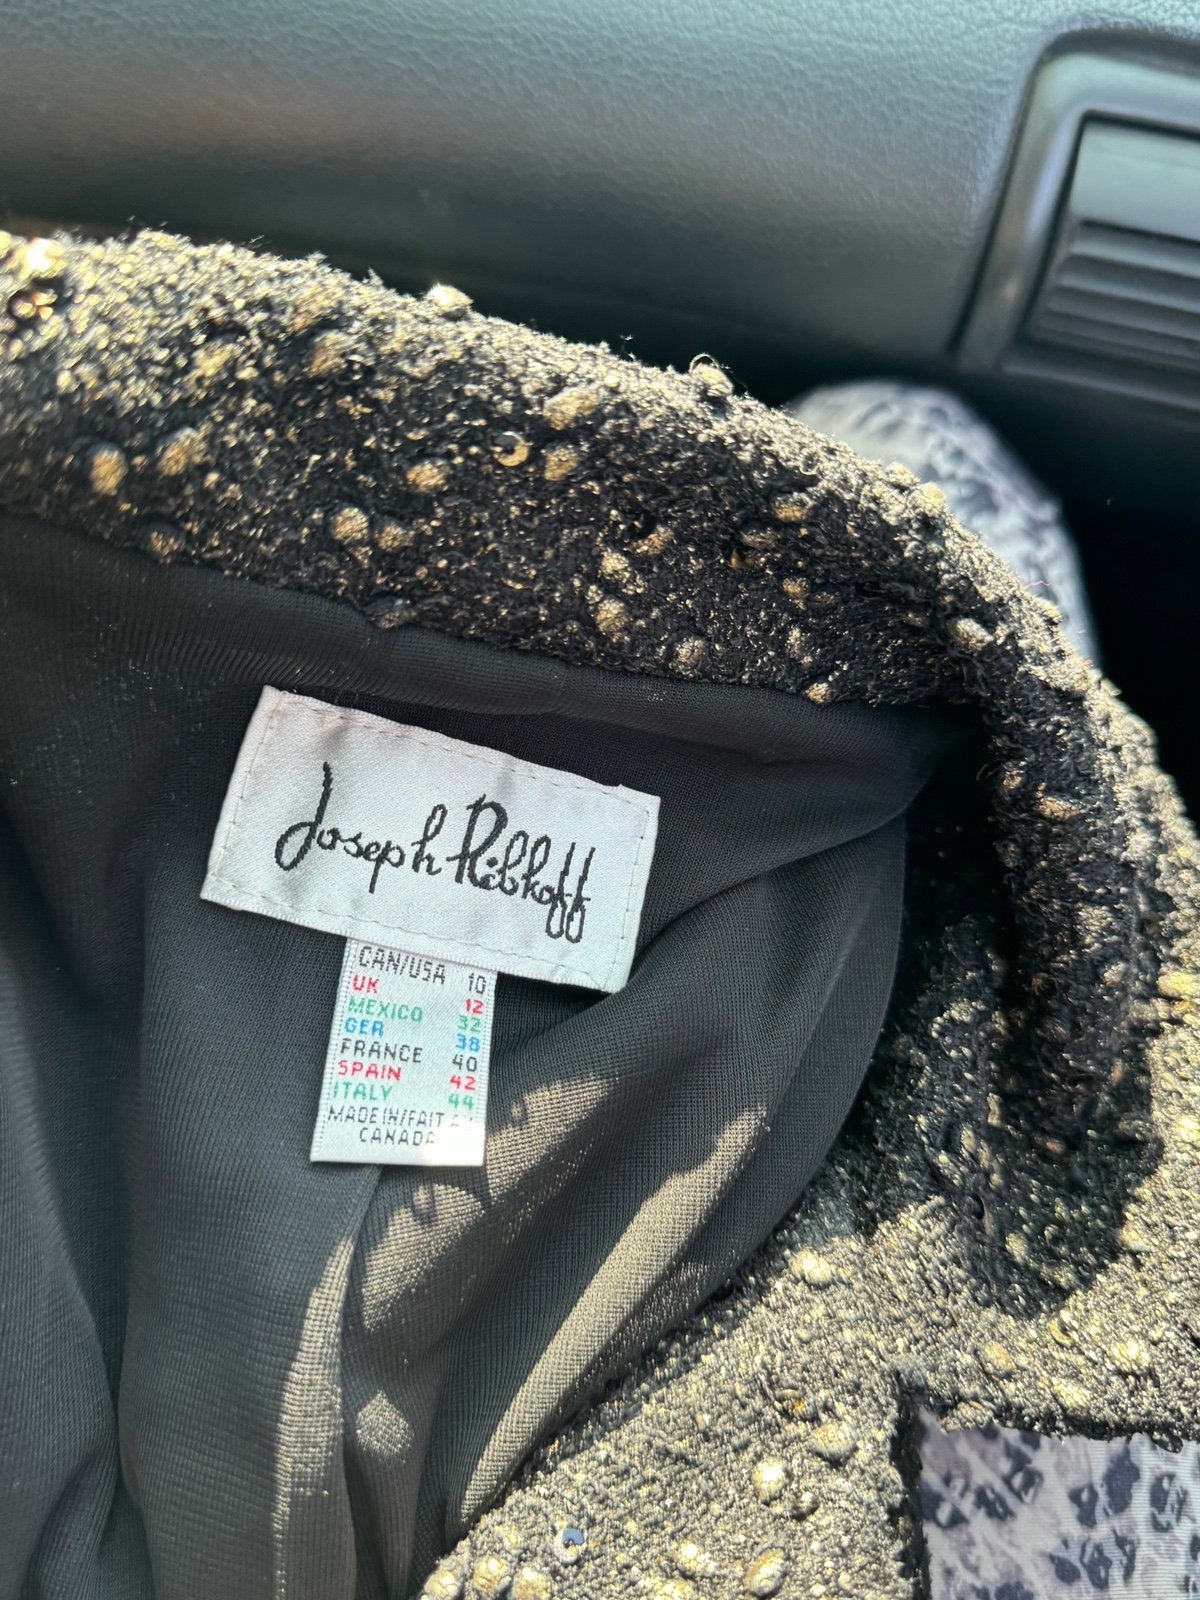 Joseph Ribkoff
CAN/USA 10
UK 12
MEXICO 32
GER 38
FRANCE 40
SPAIN 42
ITALY 44
MADE IN/FAIT
CANADA